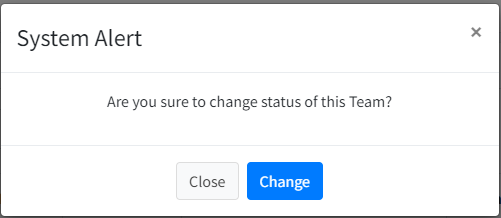 System Alert
×
Are you sure to change status of this Team?
Close
Change